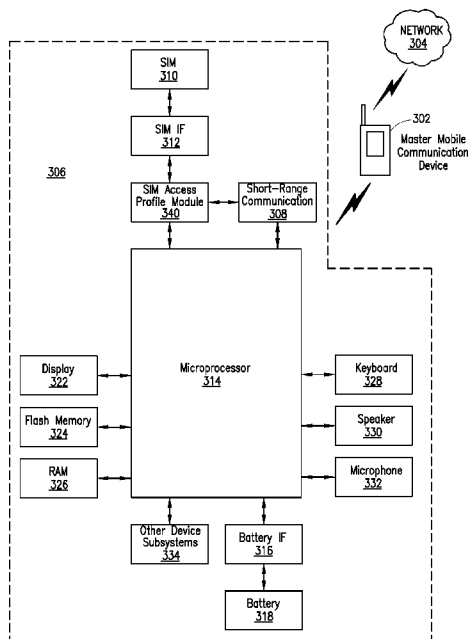 NETWORK
304
302
Master Mobile
Communication
Device
306
SIM
310
SIM IF
312
SIM Access
Profile Module
340
Short-Range
Communication
308
Microprocessor
314
Display
322
Flash Memory
324
RAM
326
Keyboard
328
Speaker
330
Microphone
332
Other Device
Subsystems
334
Battery IF
316
Battery
318